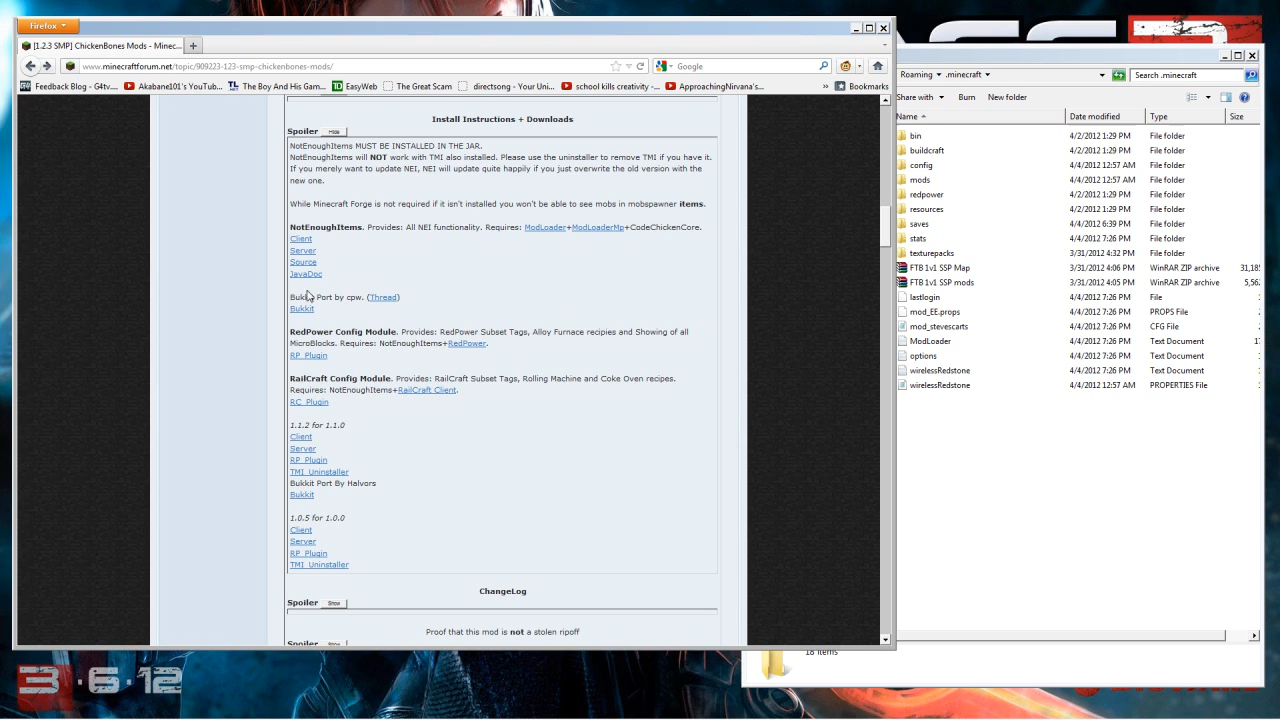 Firefox
[1.2.3 SMP] ChickenBones Mods - Minec...
www.minecraftforum.net/topic/909223-123-smp-chickenbones-mods/
Google
Feedback Blog - G4tv....
Akabane101's YouTub...
The Boy And His Gam...
EasyWeb
The Great Scam
directsong - Your Uni...
school kills creativity -...
ApproachingNirvana's...
»
Bookmarks
Install Instructions + Downloads
Spoiler Hide
NotEnoughItems MUST BE INSTALLED IN THE JAR.
NotEnoughItems will NOT work with TMI also installed. Please use the uninstaller to remove TMI if you have it.
If you merely want to update NEI, NEI will update quite happily if you just overwrite the old version with the
new one.
While Minecraft Forge is not required if it isn't installed you won't be able to see mobs in mobspawner items.
NotEnoughItems. Provides: All NEI functionality. Requires: ModLoader+ModLoaderMp+CodeChickenCore.
Client
Server
Source
JavaDoc
Bukkit Port by cpw. (Thread)
Bukkit
RedPower Config Module. Provides: RedPower Subset Tags, Alloy Furnace recipies and Showing of all
MicroBlocks. Requires: NotEnoughItems+RedPower.
RP_Plugin
RailCraft Config Module. Provides: RailCraft Subset Tags, Rolling Machine and Coke Oven recipes.
Requires: NotEnoughItems+RailCraft Client.
RC_Plugin
1.1.2 for 1.1.0
Client
Server
RP_Plugin
TMI_Uninstaller
Bukkit Port By Halvors
Bukkit
1.0.5 for 1.0.0
Client
Server
RP_Plugin
TMI_Uninstaller
ChangeLog
Spoiler Show
Proof that this mod is not a stolen ripoff
Spoiler Show
Roaming .minecraft
Search .minecraft
Share with Burn New folder
Name Date modified Type Size
bin 4/2/2012 1:29 PM File folder
buildcraft 4/2/2012 1:29 PM File folder
config 4/4/2012 12:57 AM File folder
mods 4/4/2012 12:57 AM File folder
redpower 4/2/2012 1:29 PM File folder
resources 4/2/2012 1:29 PM File folder
saves 4/2/2012 6:39 PM File folder
stats 4/4/2012 7:26 PM File folder
texturepacks 3/31/2012 4:32 PM File folder
FTB 1v1 SSP Map 3/31/2012 4:06 PM WinRAR ZIP archive 31,18
FTB 1v1 SSP mods 3/31/2012 4:05 PM WinRAR ZIP archive 5,56
lastlogin 4/4/2012 7:26 PM File
mod_EE.props 4/4/2012 7:26 PM PROPS File
mod_stevescarts 4/4/2012 7:26 PM CFG File
ModLoader 4/4/2012 7:26 PM Text Document
options 4/4/2012 7:26 PM Text Document
wirelessRedstone 4/4/2012 7:26 PM Text Document
wirelessRedstone 4/4/2012 12:57 AM PROPERTIES File
18 items
3·6·12